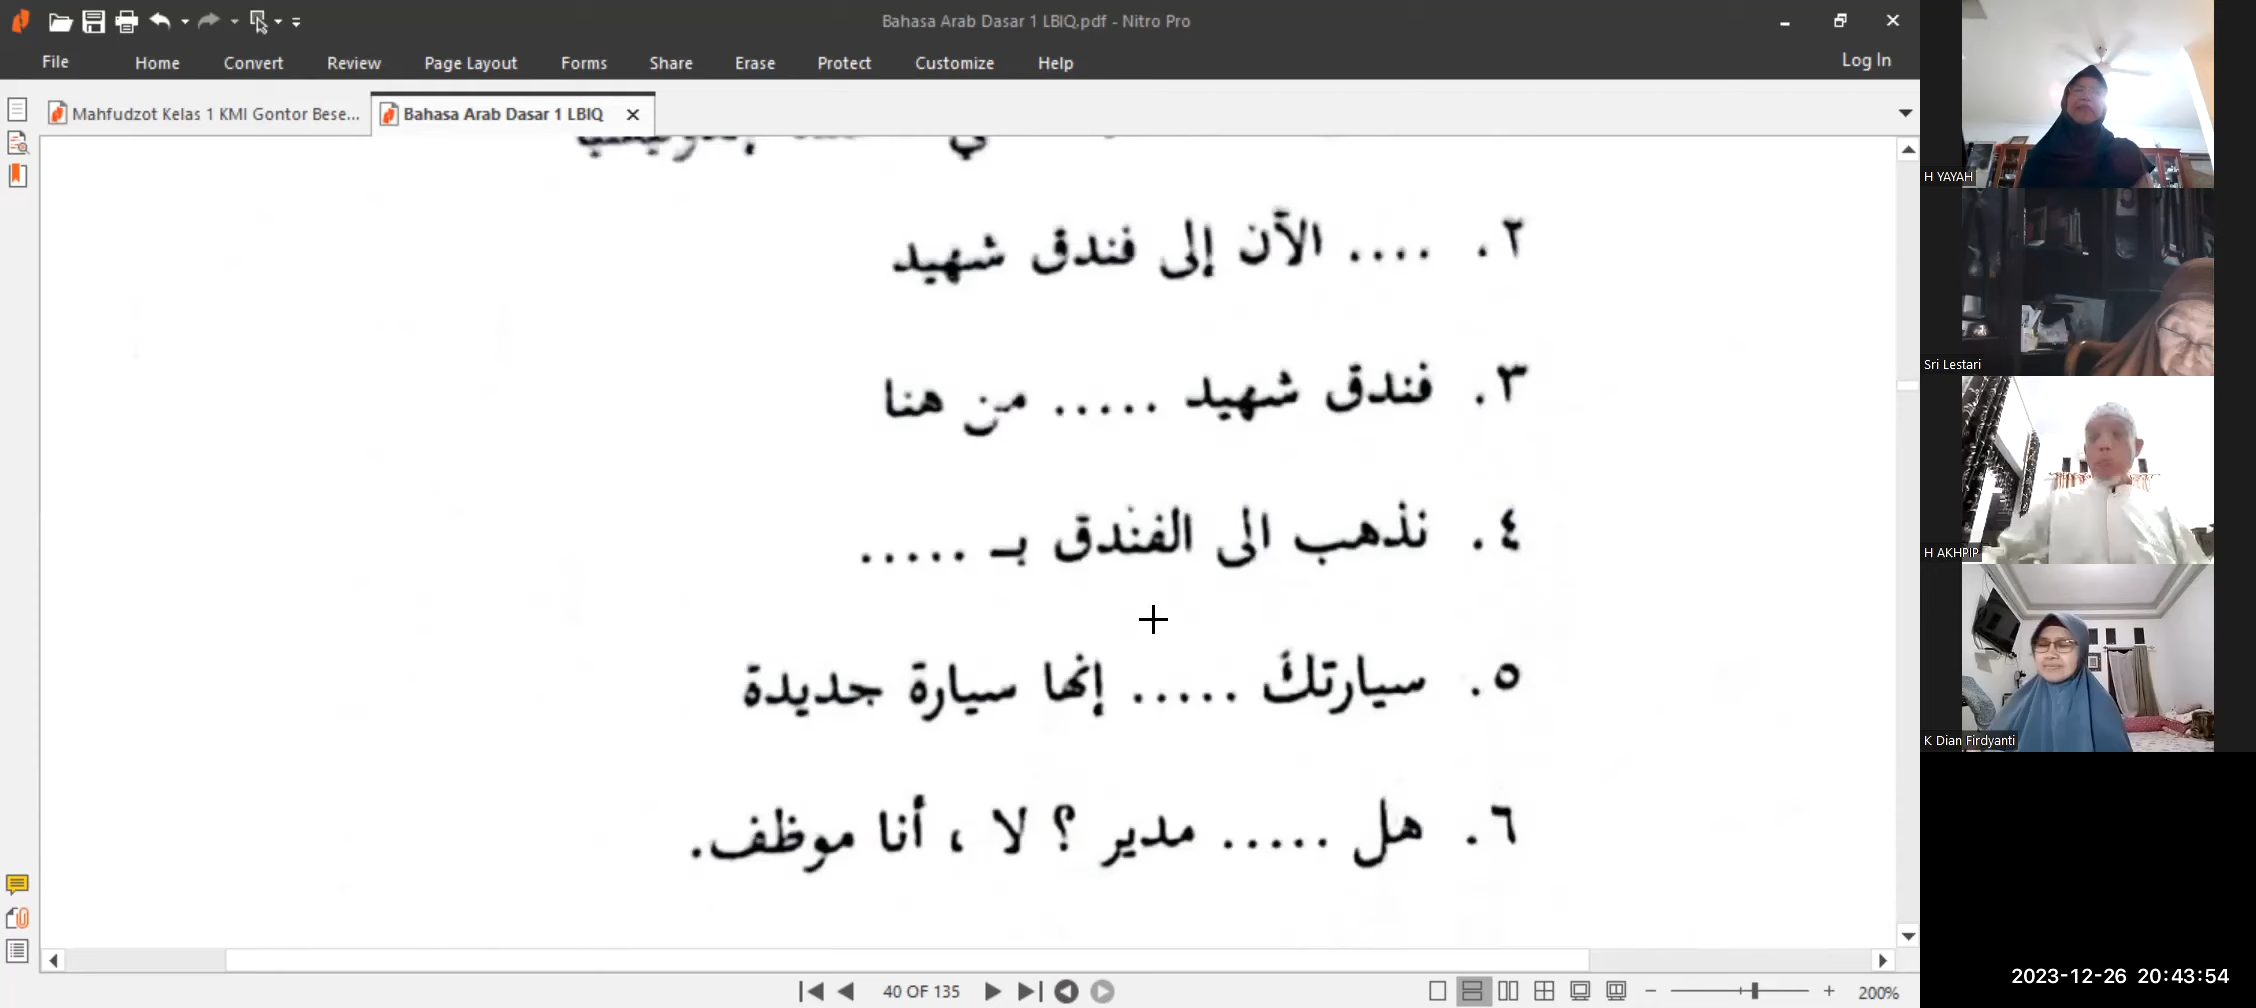 Bahasa Arab Dasar 1 LBIQ.pdf - Nitro Pro
File Home Convert Review Page Layout Forms Share Erase Protect Customize Help Log In
Mahfudzot Kelas 1 KMI Gontor Bese... Bahasa Arab Dasar 1 LBIQ
٢. .... الآن إلى فندق شهيد
٣. فندق شهيد ..... من هنا
٤. نذهب الى الفندق بـ .....
٥. سيارتك ..... إنها سيارة جديدة
٦. هل ..... مدير ؟ لا ، أنا موظف.
40 OF 135
200%
H YAYAH
Sri Lestari
H AKHPIP
K Dian Firdyanti
2023-12-26 20:43:54